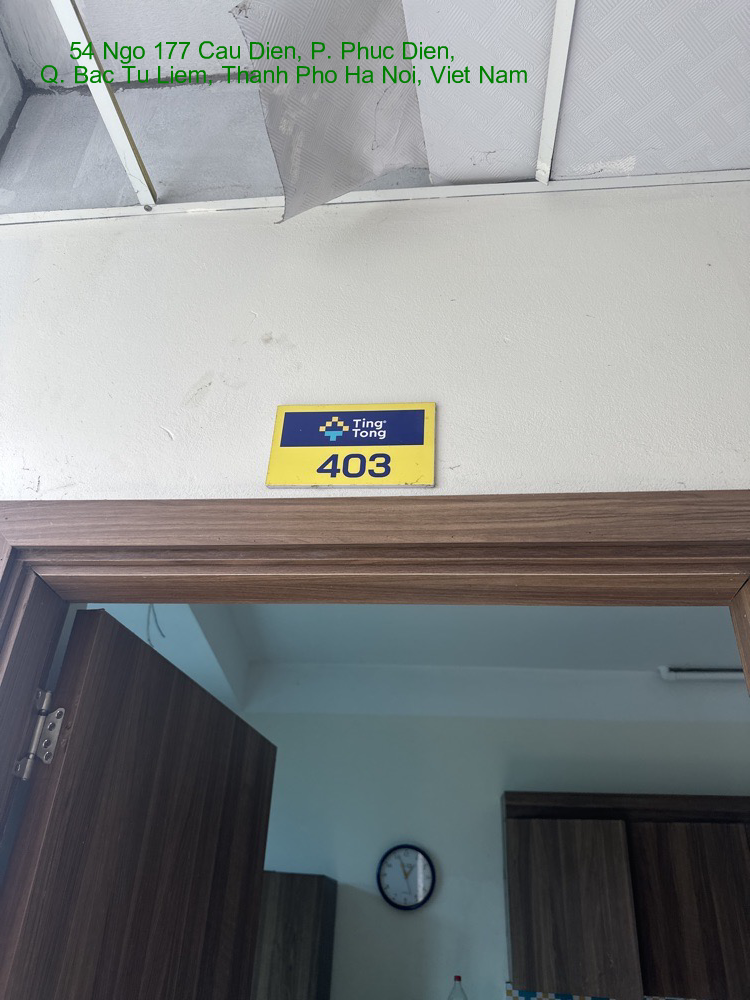 54 Ngo 177 Cau Dien, P. Phuc Dien,
Q. Bac Tu Liem, Thanh Pho Ha Noi, Viet Nam
Ting
Tong
403